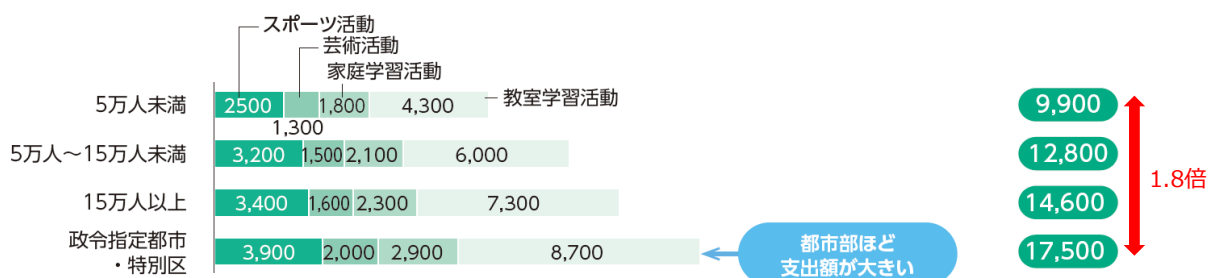 スポーツ活動
芸術活動
家庭学習活動
教室学習活動
5万人未満 2500 1,800 4,300 9,900
1,300
5万人～15万人未満 3,200 1,500 2,100 6,000 12,800
1.8倍
15万人以上 3,400 1,600 2,300 7,300 14,600
政令指定都市
・特別区
3,900 2,000 2,900 8,700 17,500
都市部ほど
支出額が大きい